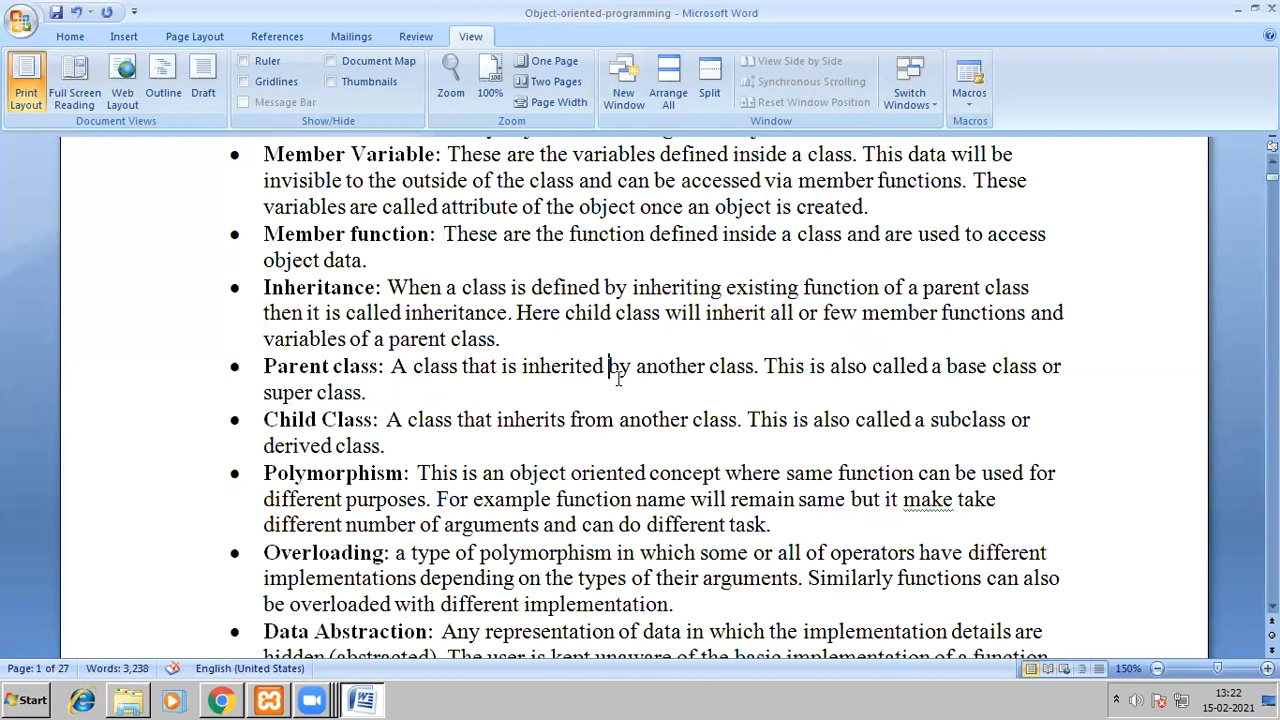 Object-oriented-programming - Microsoft Word
Home Insert Page Layout References Mailings Review View
Print Layout
Full Screen Reading
Web Layout
Outline
Draft
Document Views
Ruler
Gridlines
Message Bar
Document Map
Thumbnails
Show/Hide
Zoom
100%
One Page
Two Pages
Page Width
Zoom
New Window
Arrange All
Split
View Side by Side
Synchronous Scrolling
Reset Window Position
Switch Windows
Window
Macros
Macros
• Member Variable: These are the variables defined inside a class. This data will be
invisible to the outside of the class and can be accessed via member functions. These
variables are called attribute of the object once an object is created.
• Member function: These are the function defined inside a class and are used to access
object data.
• Inheritance: When a class is defined by inheriting existing function of a parent class
then it is called inheritance. Here child class will inherit all or few member functions and
variables of a parent class.
• Parent class: A class that is inherited by another class. This is also called a base class or
super class.
• Child Class: A class that inherits from another class. This is also called a subclass or
derived class.
• Polymorphism: This is an object oriented concept where same function can be used for
different purposes. For example function name will remain same but it make take
different number of arguments and can do different task.
• Overloading: a type of polymorphism in which some or all of operators have different
implementations depending on the types of their arguments. Similarly functions can also
be overloaded with different implementation.
• Data Abstraction: Any representation of data in which the implementation details are
hidden (abstracted). The user is kept unaware of the basic implementation of a function
Page: 1 of 27 Words: 3,238 English (United States) 150%
Start
13:22
15-02-2021